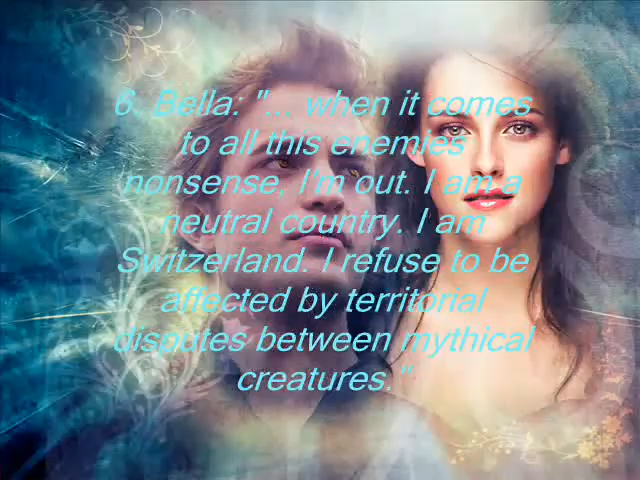 6. Bella: "... when it comes
to all this enemies
nonsense, I'm out. I am a
neutral country. I am
Switzerland. I refuse to be
affected by territorial
disputes between mythical
creatures."